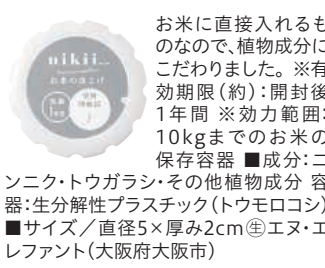 nikii
お米の虫よけ
お米に直接入れるも
のなので、植物成分に
こだわりました。※有
効期限(約):開封後
1年間 ※効力範囲:
10kgまでのお米の
保存容器 ■成分:ニ
ンニク・トウガラシ・その他植物成分 容
器:生分解性プラスチック(トウモロコシ)
■サイズ/直径5×厚み2cm㊤エヌ・エ
レファント(大阪府大阪市)